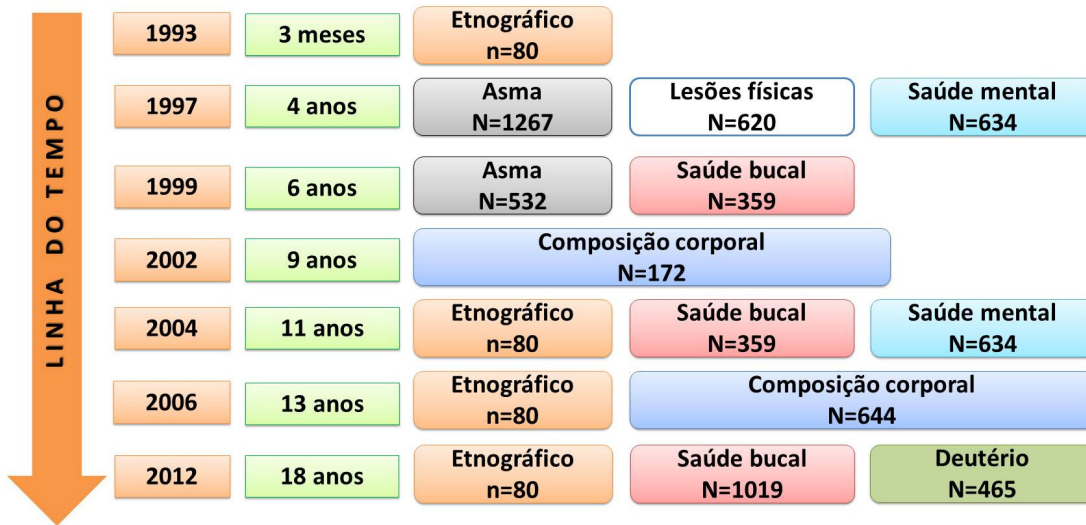 LINHA DO TEMPO
1993
3 meses
Etnográfico
n=80
1997
4 anos
Asma
N=1267
Lesões físicas
N=620
Saúde mental
N=634
1999
6 anos
Asma
N=532
Saúde bucal
N=359
2002
9 anos
Composição corporal
N=172
2004
11 anos
Etnográfico
n=80
Saúde bucal
N=359
Saúde mental
N=634
2006
13 anos
Etnográfico
n=80
Composição corporal
N=644
2012
18 anos
Etnográfico
n=80
Saúde bucal
N=1019
Deutério
N=465